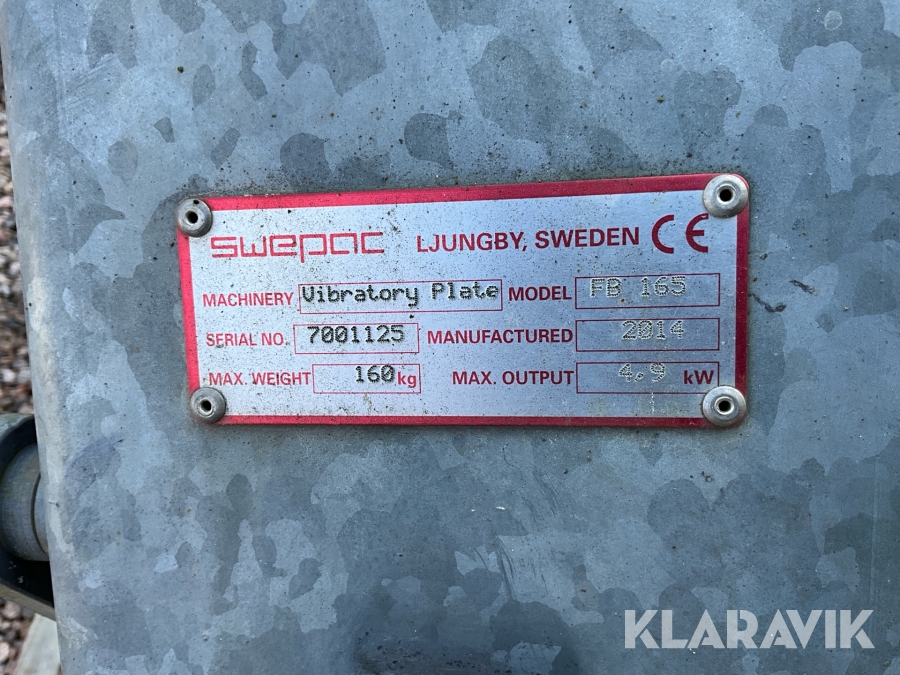 swepac LJUNGBY, SWEDEN CE
MACHINERY Vibratory Plate MODEL FB 165
SERIAL NO. 7001125 MANUFACTURED 2014
MAX. WEIGHT 160 kg MAX. OUTPUT 4,9 kW
KLARAVIK